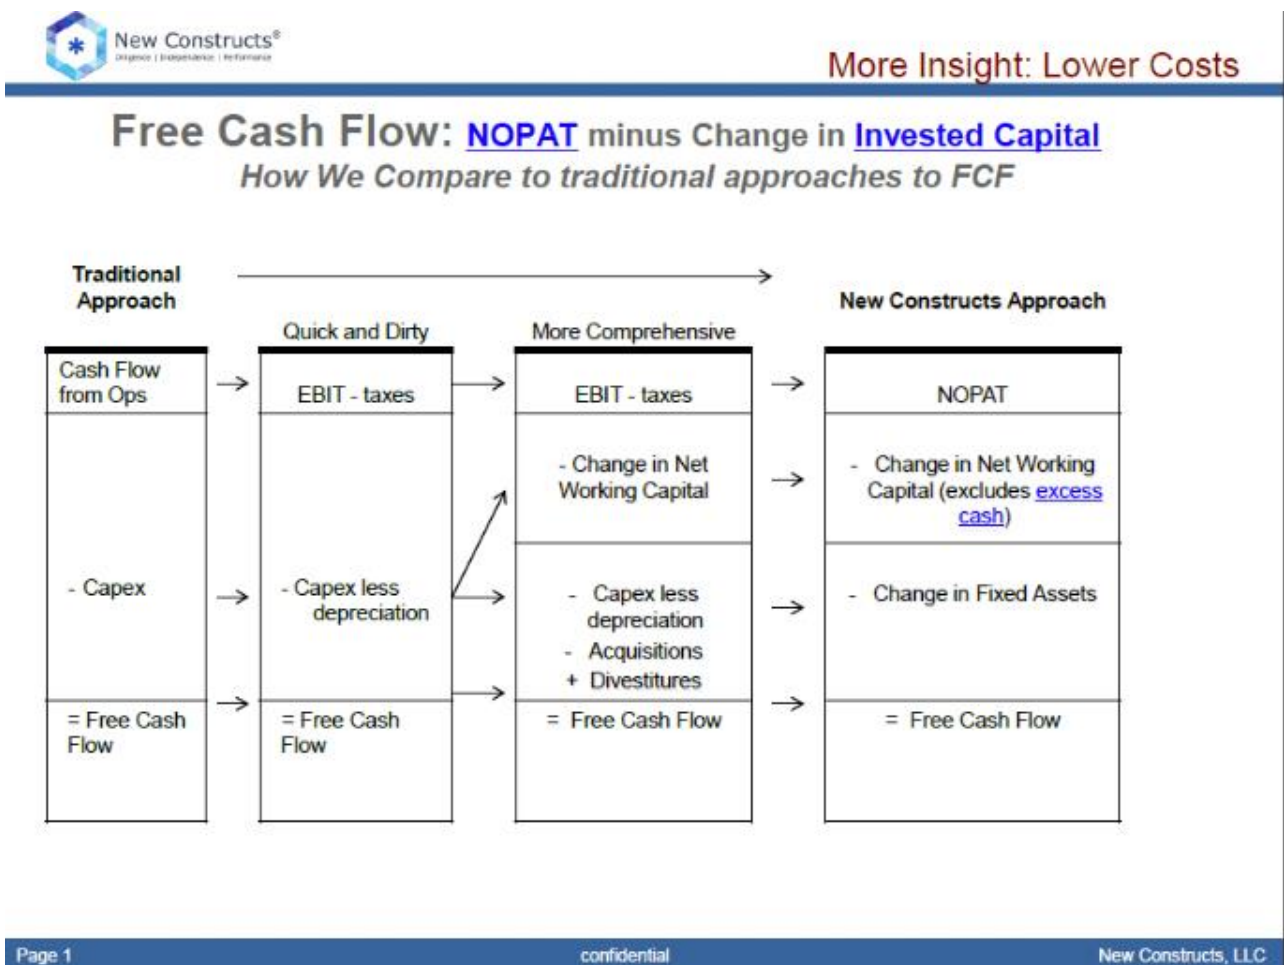 New Constructs®
Diligence | Independence | Performance
More Insight: Lower Costs
Free Cash Flow: NOPAT minus Change in Invested Capital
How We Compare to traditional approaches to FCF
Traditional
Approach
Cash Flow
from Ops
- Capex
= Free Cash
Flow
Quick and Dirty
EBIT - taxes
- Capex less
depreciation
= Free Cash
Flow
More Comprehensive
EBIT - taxes
- Change in Net
Working Capital
- Capex less
depreciation
- Acquisitions
+ Divestitures
= Free Cash Flow
New Constructs Approach
NOPAT
- Change in Net Working
Capital (excludes excess
cash)
- Change in Fixed Assets
= Free Cash Flow
Page 1
confidential
New Constructs, LLC